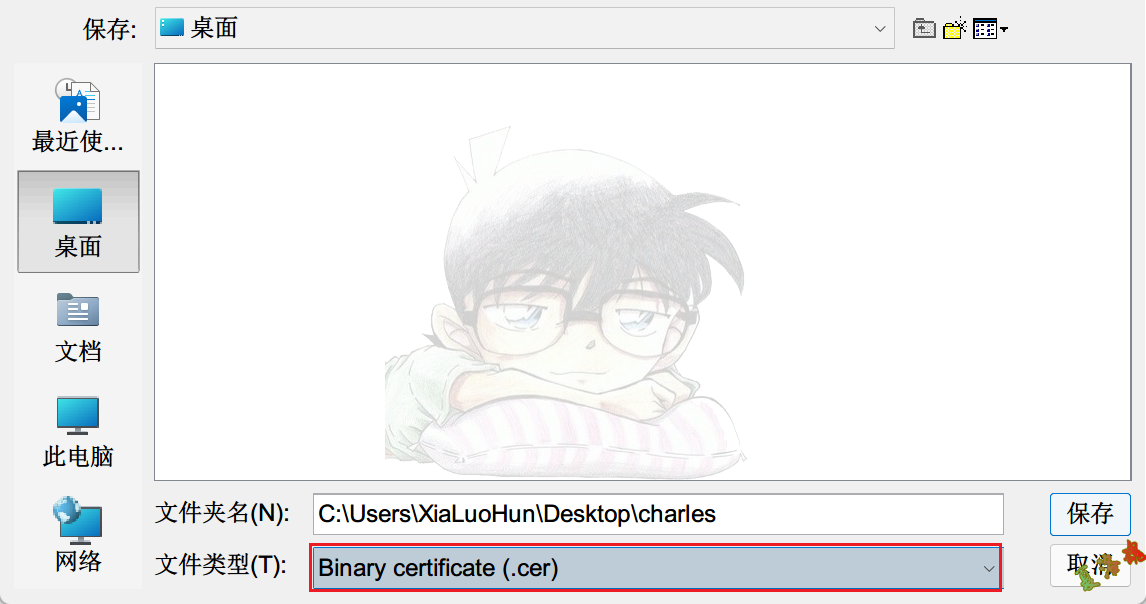 保存:
桌面
最近使...
桌面
文档
此电脑
网络
文件夹名(N):
C:\Users\XiaLuoHun\Desktop\charles
保存
文件类型(T):
Binary certificate (.cer)
取消